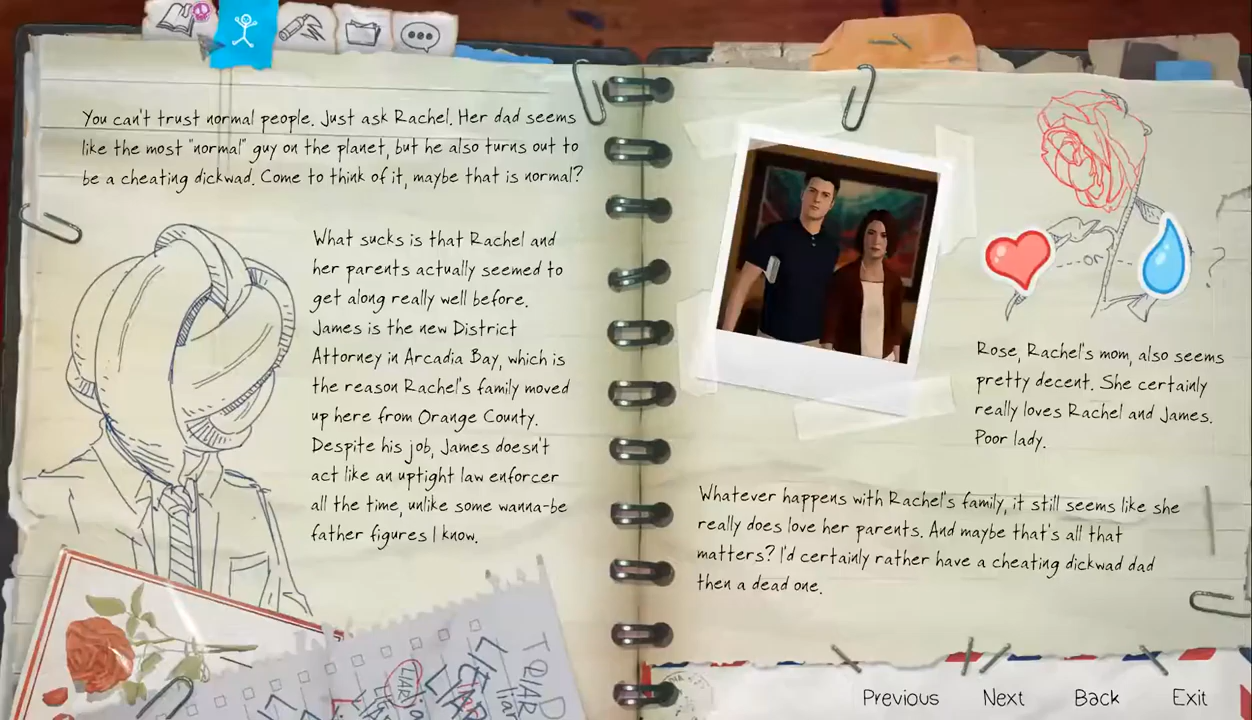 You can't trust normal people. Just ask Rachel. Her dad seems
like the most "normal" guy on the planet, but he also turns out to
be a cheating dickwad. Come to think of it, maybe that is normal?
What sucks is that Rachel and
her parents actually seemed to
get along really well before.
James is the new District
Attorney in Arcadia Bay, which is
the reason Rachel's family moved
up here from Orange County.
Despite his job, James doesn't
act like an uptight law enforcer
all the time, unlike some wanna-be
father figures I know.
TRIAD
liar
LIE
LIAR
LIAR
or
?
Rose, Rachel's mom, also seems
pretty decent. She certainly
really loves Rachel and James.
Poor lady.
Whatever happens with Rachel's family, it still seems like she
really does love her parents. And maybe that's all that
matters? I'd certainly rather have a cheating dickwad dad
then a dead one.
Previous Next Back Exit